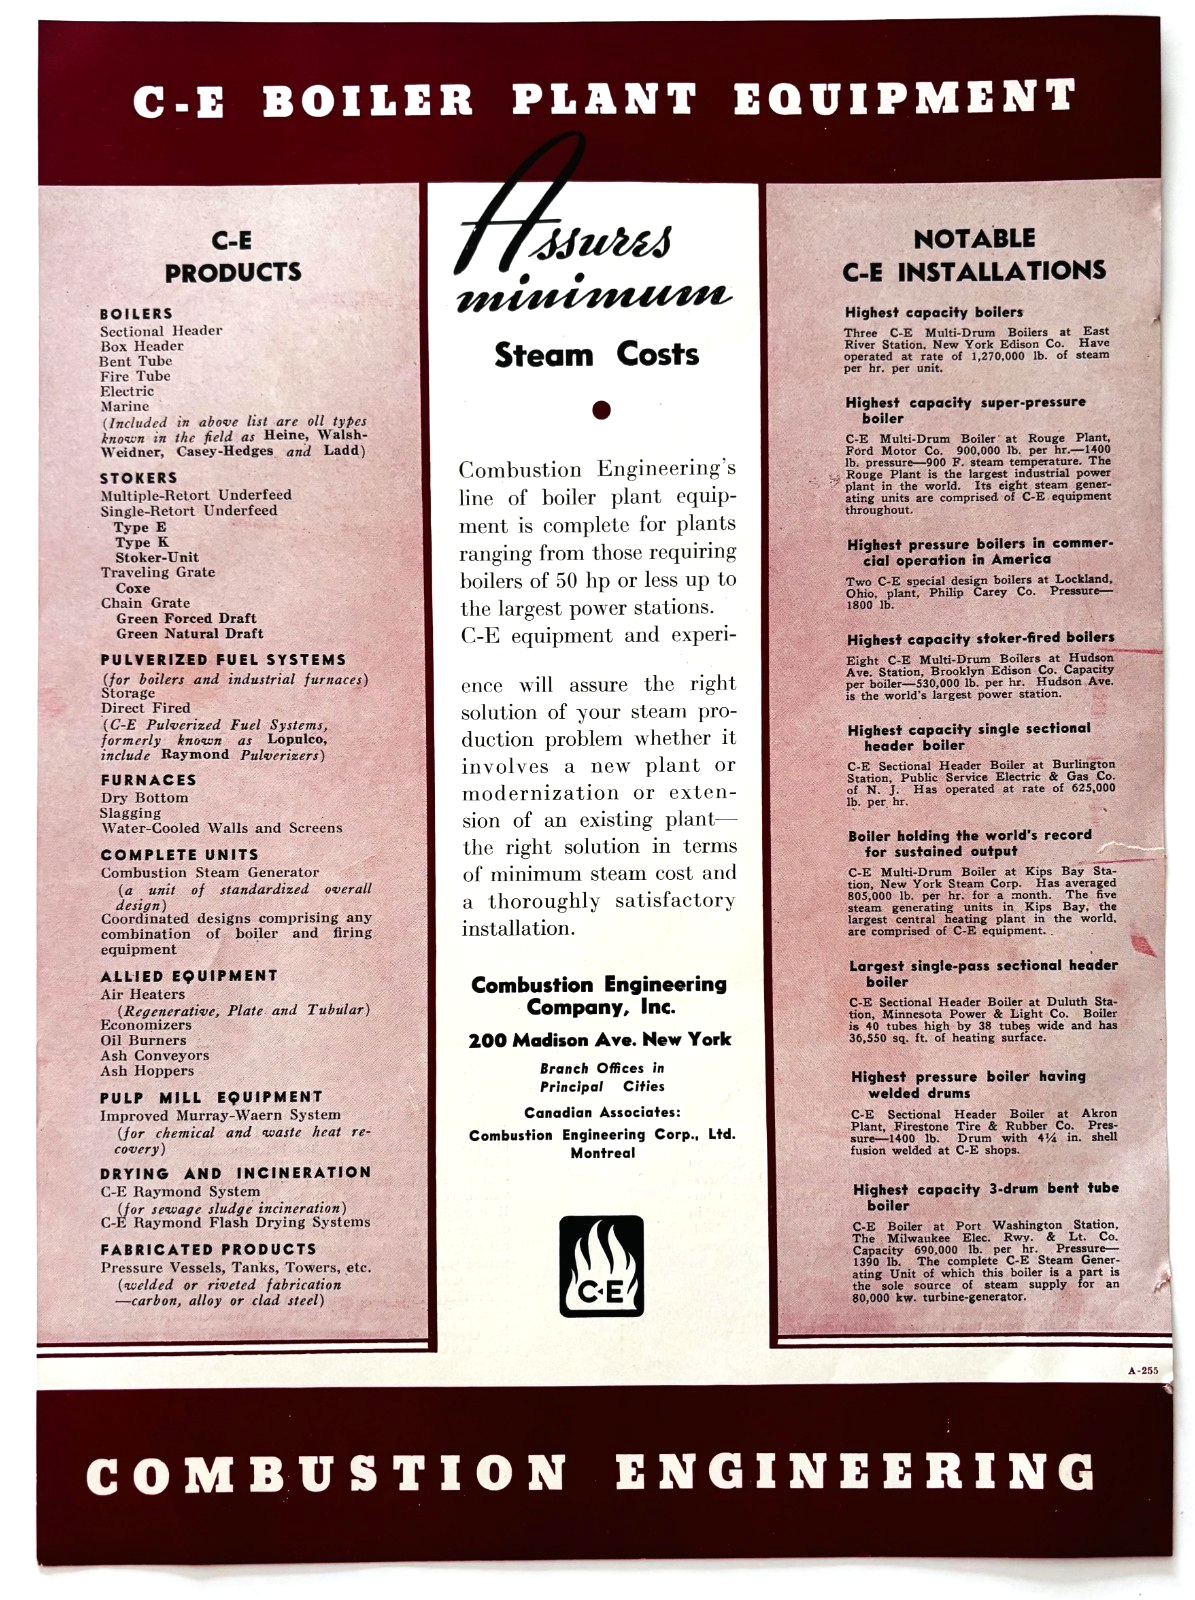 C-E BOILER PLANT EQUIPMENT
C-E
PRODUCTS
BOILERS
Sectional Header
Box Header
Bent Tube
Fire Tube
Electric
Marine
(Included in above list are oll types
known in the field as Heine, Walsh-
Weidner, Casey-Hedges and Ladd)
STOKERS
Multiple-Retort Underfeed
Single-Retort Underfeed
Type E
Type K
Stoker-Unit
Traveling Grate
Coxe
Chain Grate
Green Forced Draft
Green Natural Draft
PULVERIZED FUEL SYSTEMS
(for boilers and industrial furnaces)
Storage
Direct Fired
(C-E Pulverized Fuel Systems,
formerly known as Lopulco,
include Raymond Pulverizers)
FURNACES
Dry Bottom
Slagging
Water-Cooled Walls and Screens
COMPLETE UNITS
Combustion Steam Generator
(a unit of standardized overall
design)
Coordinated designs comprising any
combination of boiler and firing
equipment
ALLIED EQUIPMENT
Air Heaters
(Regenerative, Plate and Tubular)
Economizers
Oil Burners
Ash Conveyors
Ash Hoppers
PULP MILL EQUIPMENT
Improved Murray-Waern System
(for chemical and waste heat re-
covery)
DRYING AND INCINERATION
C-E Raymond System
(for sewage sludge incineration)
C-E Raymond Flash Drying Systems
FABRICATED PRODUCTS
Pressure Vessels, Tanks, Towers, etc.
(welded or riveted fabrication
—carbon, alloy or clad steel)
Assures
minimum
Steam Costs
Combustion Engineering's
line of boiler plant equip-
ment is complete for plants
ranging from those requiring
boilers of 50 hp or less up to
the largest power stations.
C-E equipment and experi-
ence will assure the right
solution of your steam pro-
duction problem whether it
involves a new plant or
modernization or exten-
sion of an existing plant—
the right solution in terms
of minimum steam cost and
a thoroughly satisfactory
installation.
Combustion Engineering
Company, Inc.
200 Madison Ave. New York
Branch Offices in
Principal Cities
Canadian Associates:
Combustion Engineering Corp., Ltd.
Montreal
C-E
NOTABLE
C-E INSTALLATIONS
Highest capacity boilers
Three C-E Multi-Drum Boilers at East
River Station, New York Edison Co. Have
operated at rate of 1,270,000 lb. of steam
per hr. per unit.
Highest capacity super-pressure
boiler
C-E Multi-Drum Boiler at Rouge Plant,
Ford Motor Co. 900,000 lb. per hr.—1400
lb. pressure—900 F. steam temperature. The
Rouge Plant is the largest industrial power
plant in the world. Its eight steam gener-
ating units are comprised of C-E equipment
throughout.
Highest pressure boilers in commer-
cial operation in America
Two C-E special design boilers at Lockland,
Ohio, plant, Philip Carey Co. Pressure—
1800 lb.
Highest capacity stoker-fired boilers
Eight C-E Multi-Drum Boilers at Hudson
Ave. Station, Brooklyn Edison Co. Capacity
per boiler—530,000 lb. per hr. Hudson Ave.
is the world's largest power station.
Highest capacity single sectional
header boiler
C-E Sectional Header Boiler at Burlington
Station, Public Service Electric & Gas Co.
of N. J. Has operated at rate of 625,000
lb. per hr.
Boiler holding the world's record
for sustained output
C-E Multi-Drum Boiler at Kips Bay Sta-
tion, New York Steam Corp. Has averaged
805,000 lb. per hr. for a month. The five
steam generating units in Kips Bay, the
largest central heating plant in the world,
are comprised of C-E equipment.
Largest single-pass sectional header
boiler
C-E Sectional Header Boiler at Duluth Sta-
tion, Minnesota Power & Light Co. Boiler
is 40 tubes high by 38 tubes wide and has
36,550 sq. ft. of heating surface.
Highest pressure boiler having
welded drums
C-E Sectional Header Boiler at Akron
Plant, Firestone Tire & Rubber Co. Pres-
sure—1400 lb. Drum with 4¼ in. shell
fusion welded at C-E shops.
Highest capacity 3-drum bent tube
boiler
C-E Boiler at Port Washington Station,
The Milwaukee Elec. Rwy. & Lt. Co.
Capacity 690,000 lb. per hr. Pressure—
1390 lb. The complete C-E Steam Gener-
ating Unit of which this boiler is a part is
the sole source of steam supply for an
80,000 kw. turbine-generator.
A-255
COMBUSTION ENGINEERING